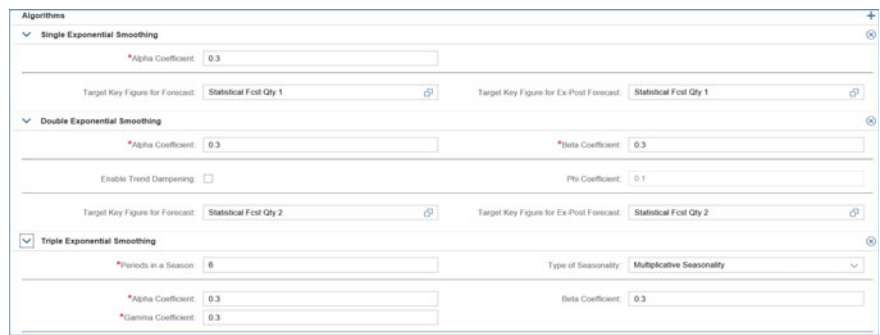 Algorithms
Single Exponential Smoothing
*Alpha Coefficient: 0.3
Target Key Figure for Forecast: Statistical Fcst Qty 1 Target Key Figure for Ex-Post Forecast: Statistical Fcst Qty 1
Double Exponential Smoothing
*Alpha Coefficient: 0.3 *Beta Coefficient: 0.3
Enable Trend Dampening: Phi Coefficient: 0.1
Target Key Figure for Forecast: Statistical Fcst Qty 2 Target Key Figure for Ex-Post Forecast: Statistical Fcst Qty 2
Triple Exponential Smoothing
*Periods in a Season: 6 Type of Seasonality: Multiplicative Seasonality
*Alpha Coefficient: 0.3 Beta Coefficient: 0.3
*Gamma Coefficient: 0.3